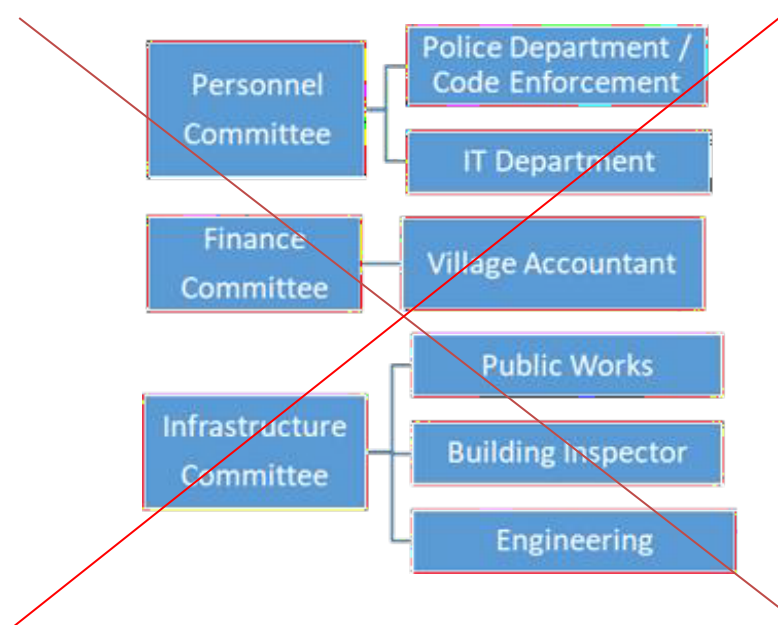 Personnel
Committee
Police Department /
Code Enforcement
IT Department
Finance
Committee
Village Accountant
Infrastructure
Committee
Public Works
Building Inspector
Engineering